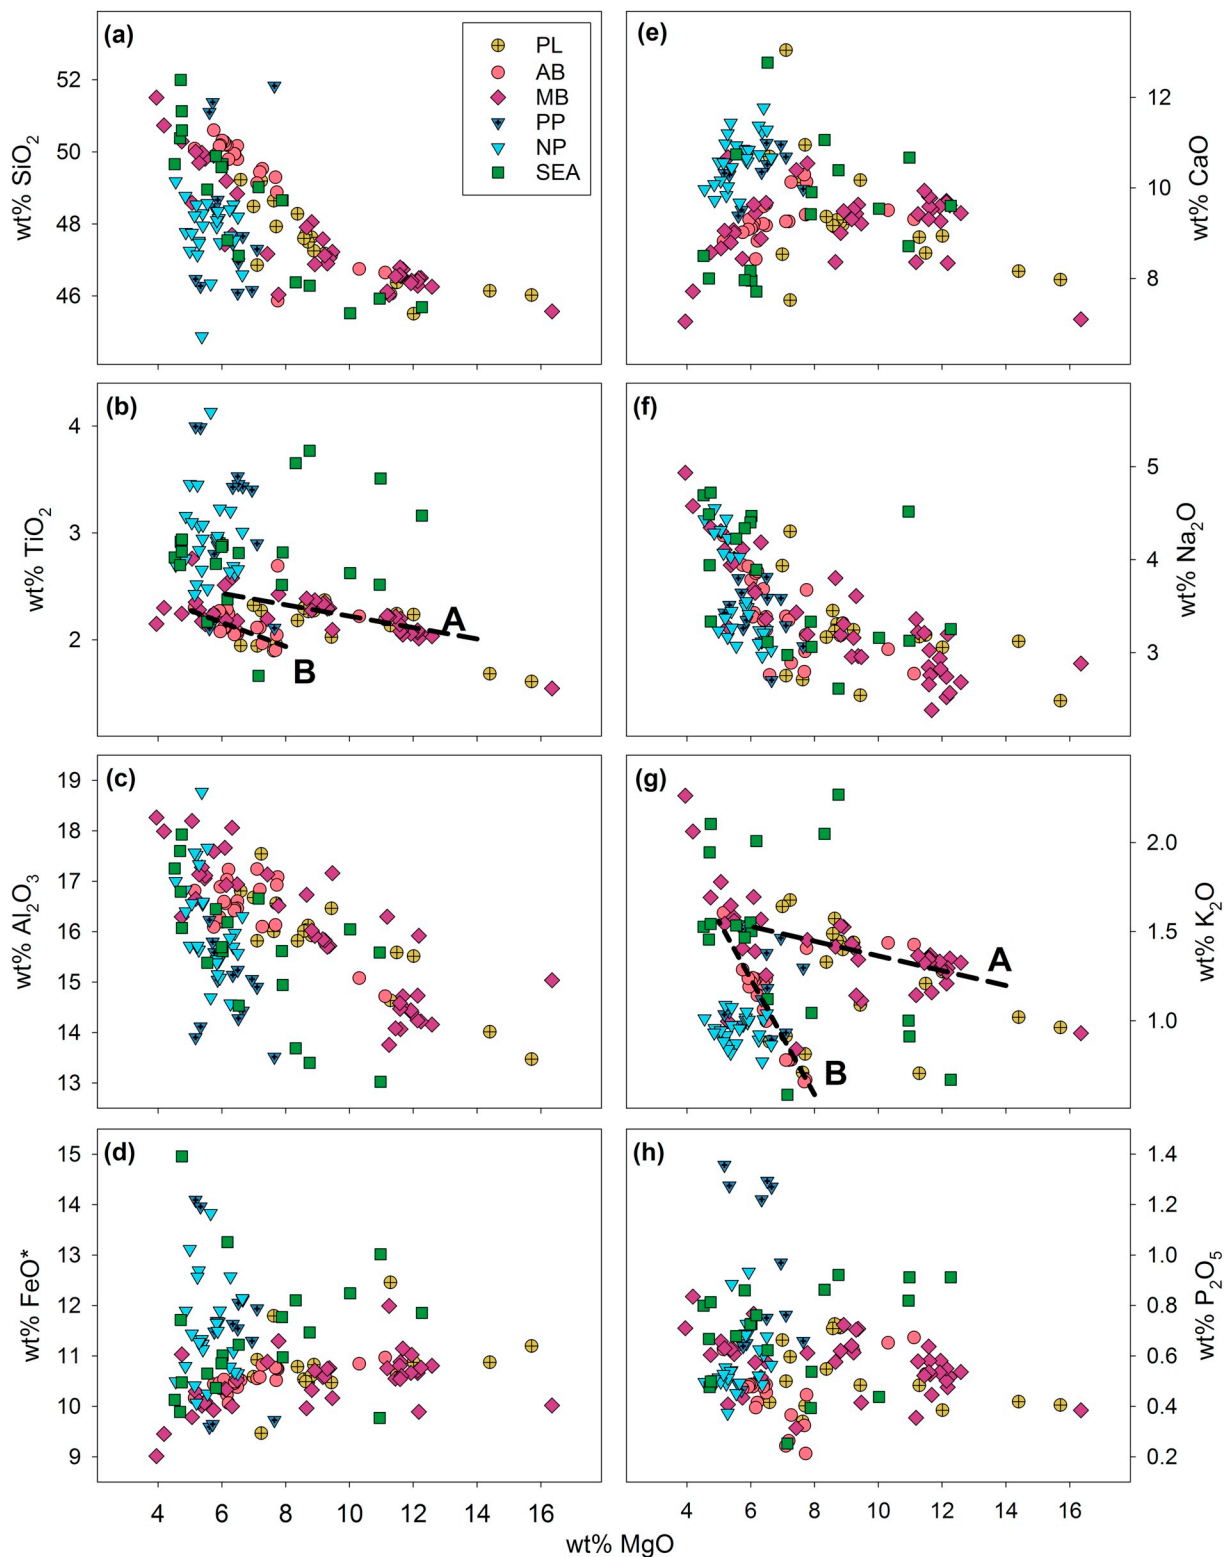 (a)
52
50
48
46
wt% SiO2
PL
AB
MB
PP
NP
SEA
(e)
12
10
8
wt% CaO
(b)
4
3
2
wt% TiO2
A
B
(f)
5
4
3
wt% Na2O
(c)
19
18
17
16
15
14
13
wt% Al2O3
(g)
2.0
1.5
1.0
wt% K2O
A
B
(d)
15
14
13
12
11
10
9
wt% FeO*
4 6 8 10 12 14 16
(h)
1.4
1.2
1.0
0.8
0.6
0.4
0.2
wt% P2O5
4 6 8 10 12 14 16
wt% MgO